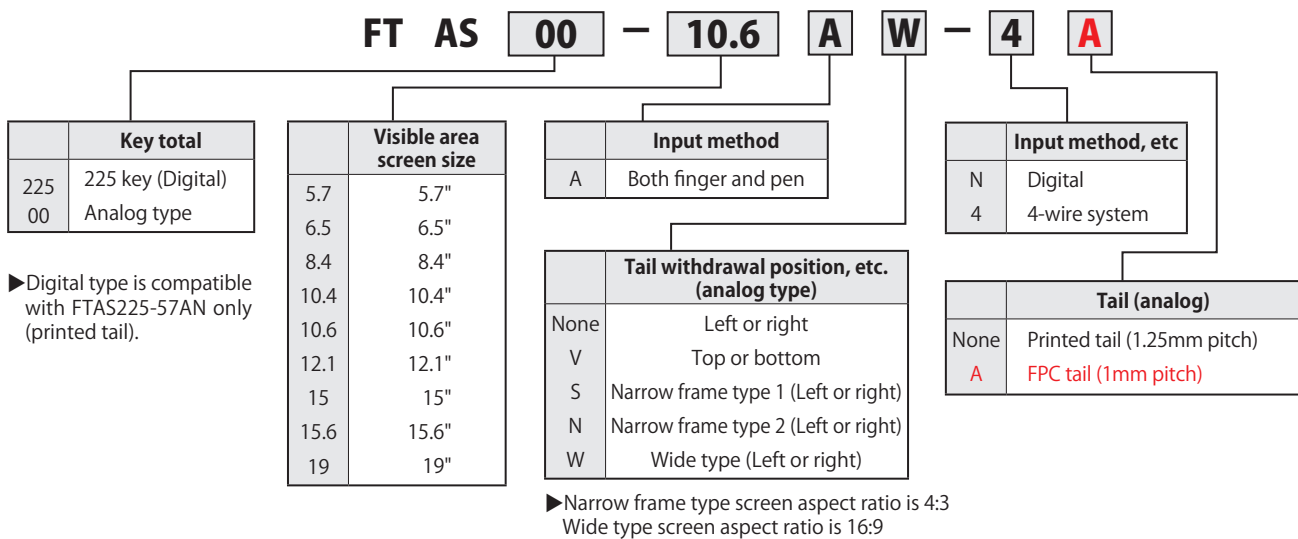 FT AS 00 – 10.6 A W – 4 A
Key total
225 225 key (Digital)
00 Analog type
▶Digital type is compatible
with FTAS225-57AN only
(printed tail).
Visible area
screen size
5.7 5.7"
6.5 6.5"
8.4 8.4"
10.4 10.4"
10.6 10.6"
12.1 12.1"
15 15"
15.6 15.6"
19 19"
Input method
A Both finger and pen
Tail withdrawal position, etc.
(analog type)
None Left or right
V Top or bottom
S Narrow frame type 1 (Left or right)
N Narrow frame type 2 (Left or right)
W Wide type (Left or right)
▶Narrow frame type screen aspect ratio is 4:3
Wide type screen aspect ratio is 16:9
Input method, etc
N Digital
4 4-wire system
Tail (analog)
None Printed tail (1.25mm pitch)
A FPC tail (1mm pitch)